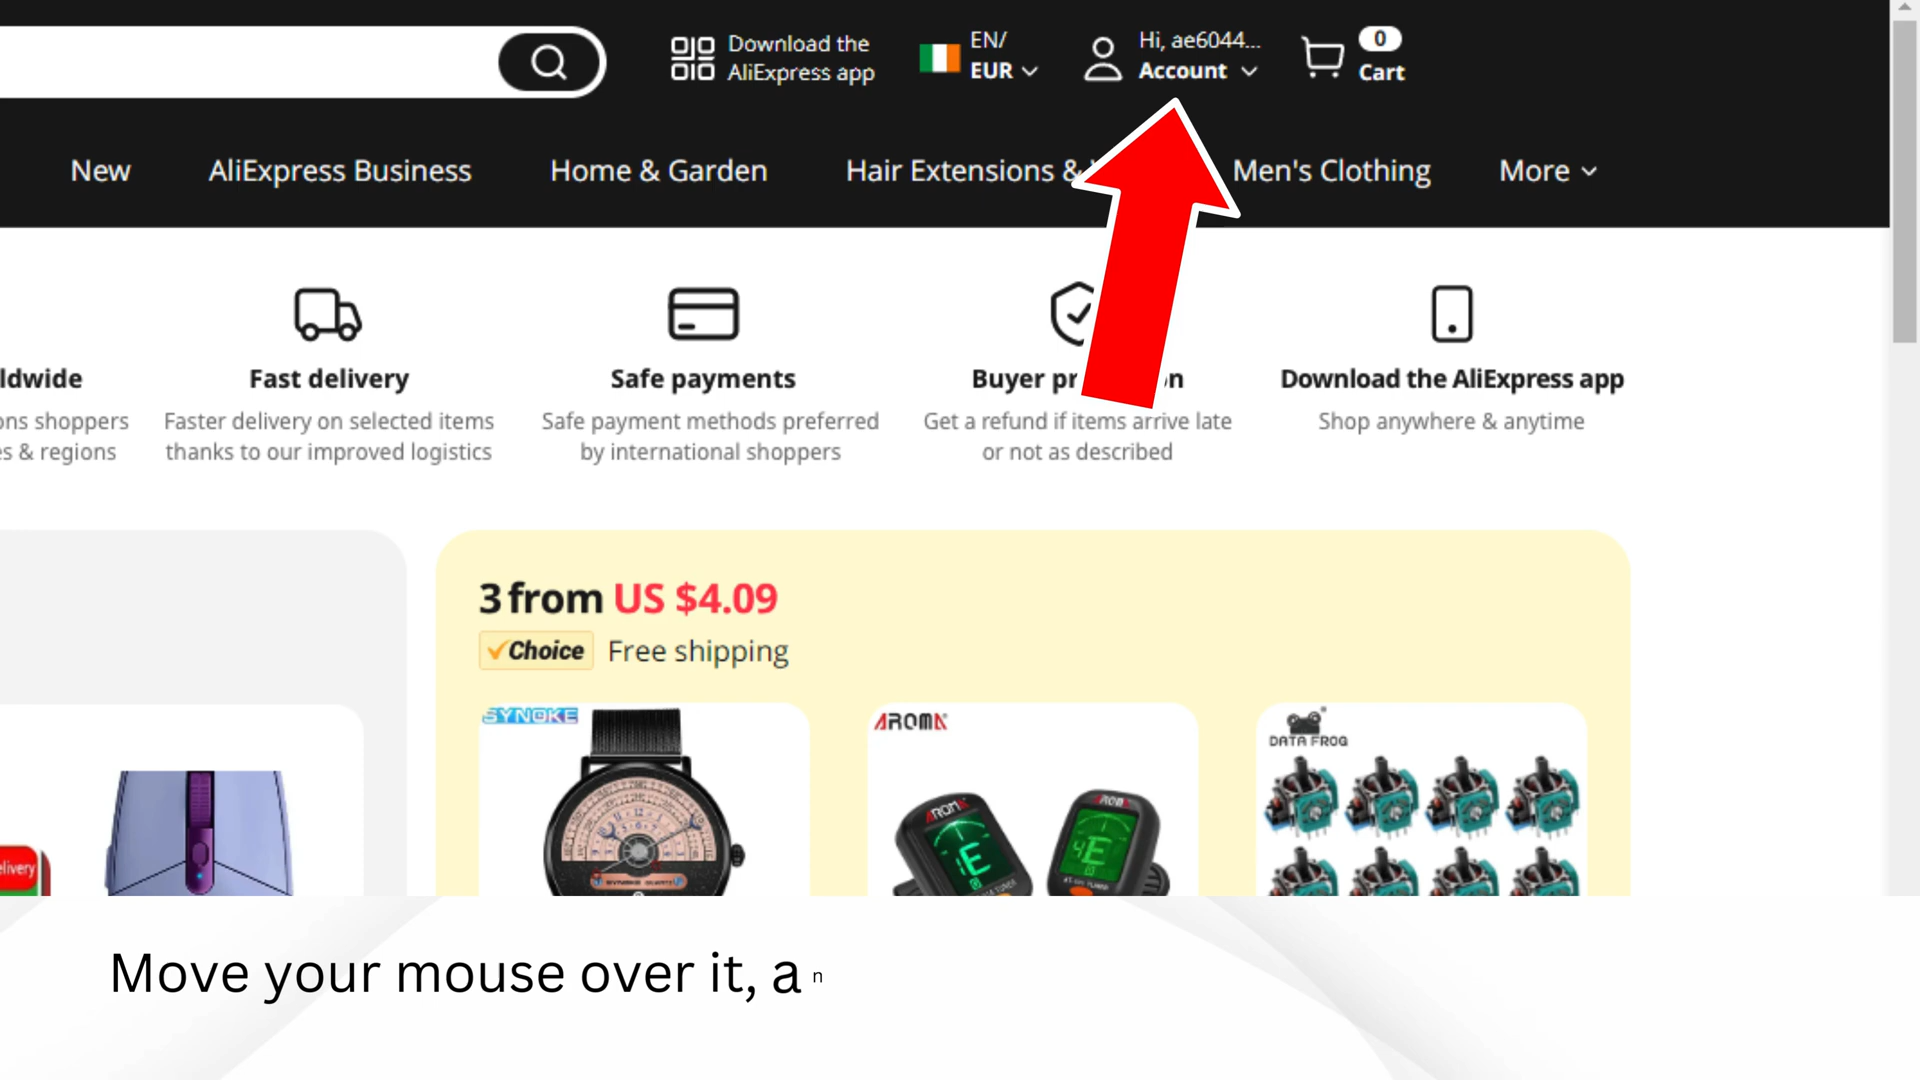 Download the
AliExpress app
EN/
EUR
Hi, ae6044...
Account
0
Cart
New
AliExpress Business
Home & Garden
Hair Extensions &
Men's Clothing
More
ldwide
ons shoppers
s & regions
Fast delivery
Faster delivery on selected items
thanks to our improved logistics
Safe payments
Safe payment methods preferred
by international shoppers
Buyer pr n
Get a refund if items arrive late
or not as described
Download the AliExpress app
Shop anywhere & anytime
3 from US $4.09
Choice Free shipping
SYNOKE
AROMA
DATA FROG
elivery
Move your mouse over it, an